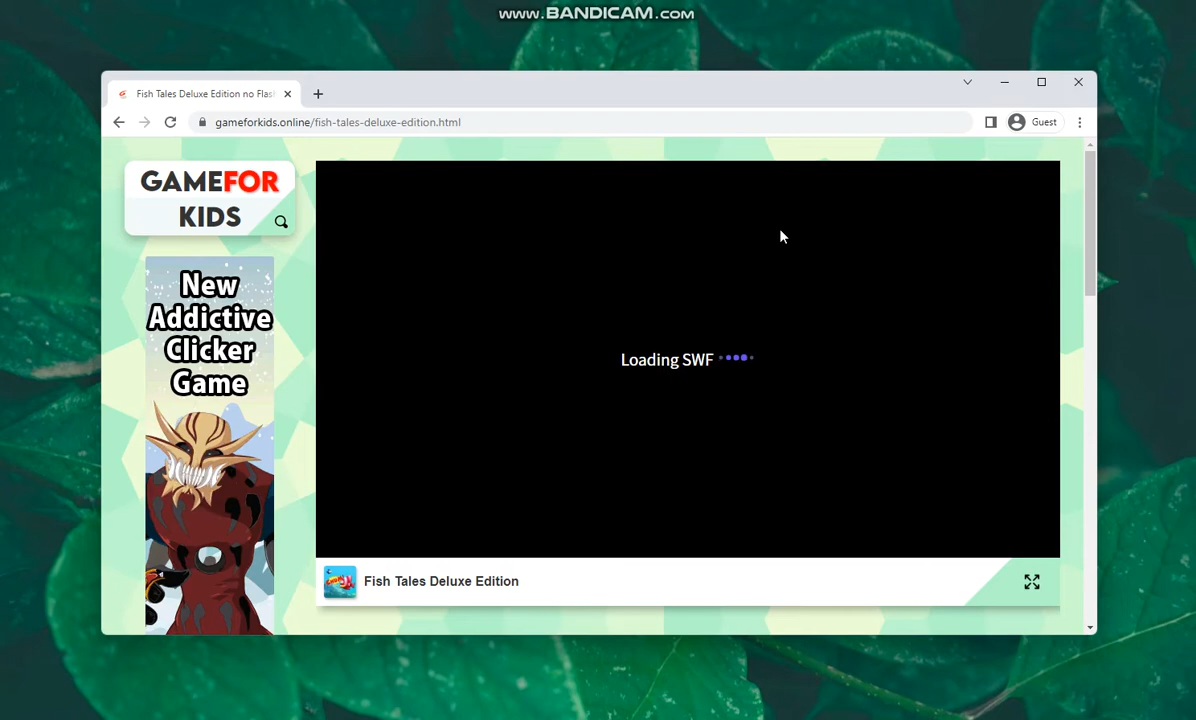 www.BANDICAM.com
Fish Tales Deluxe Edition no Flash
gameforkids.online/fish-tales-deluxe-edition.html
Guest
GAMEFOR
KIDS
New
Addictive
Clicker
Game
Loading SWF
Fish Tales Deluxe Edition